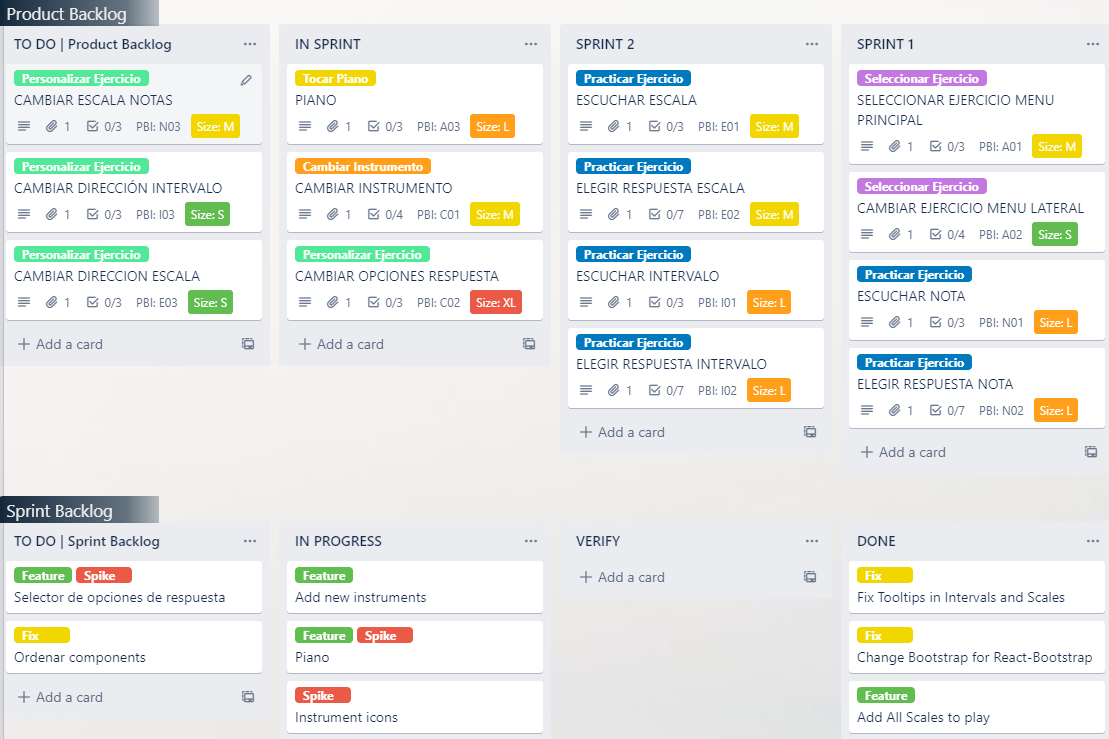 Product Backlog
TO DO | Product Backlog
Personalizar Ejercicio
CAMBIAR ESCALA NOTAS
1 0/3 PBI: N03 Size: M
Personalizar Ejercicio
CAMBIAR DIRECCIÓN INTERVALO
1 0/3 PBI: I03 Size: S
Personalizar Ejercicio
CAMBIAR DIRECCION ESCALA
1 0/3 PBI: E03 Size: S
+ Add a card
IN SPRINT
Tocar Piano
PIANO
1 0/3 PBI: A03 Size: L
Cambiar Instrumento
CAMBIAR INSTRUMENTO
1 0/4 PBI: C01 Size: M
Personalizar Ejercicio
CAMBIAR OPCIONES RESPUESTA
1 0/3 PBI: C02 Size: XL
+ Add a card
SPRINT 2
Practicar Ejercicio
ESCUCHAR ESCALA
1 0/3 PBI: E01 Size: M
Practicar Ejercicio
ELEGIR RESPUESTA ESCALA
1 0/7 PBI: E02 Size: M
Practicar Ejercicio
ESCUCHAR INTERVALO
1 0/3 PBI: I01 Size: L
Practicar Ejercicio
ELEGIR RESPUESTA INTERVALO
1 0/7 PBI: I02 Size: L
+ Add a card
SPRINT 1
Seleccionar Ejercicio
SELECCIONAR EJERCICIO MENU
PRINCIPAL
1 0/3 PBI: A01 Size: M
Seleccionar Ejercicio
CAMBIAR EJERCICIO MENU LATERAL
1 0/4 PBI: A02 Size: S
Practicar Ejercicio
ESCUCHAR NOTA
1 0/3 PBI: N01 Size: L
Practicar Ejercicio
ELEGIR RESPUESTA NOTA
1 0/7 PBI: N02 Size: L
+ Add a card
Sprint Backlog
TO DO | Sprint Backlog
Feature Spike
Selector de opciones de respuesta
Fix
Ordenar components
+ Add a card
IN PROGRESS
Feature
Add new instruments
Feature Spike
Piano
Spike
Instrument icons
VERIFY
+ Add a card
DONE
Fix
Fix Tooltips in Intervals and Scales
Fix
Change Bootstrap for React-Bootstrap
Feature
Add All Scales to play